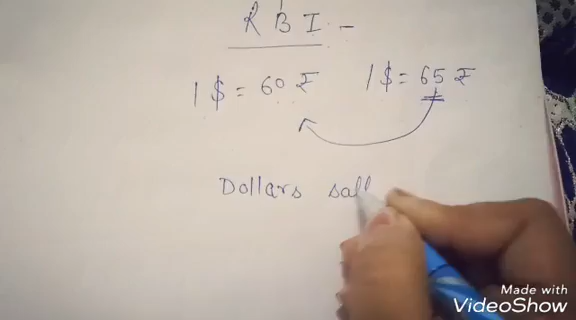 RBI :-
1$ = 60 ₹ 1$ = 65 ₹
Dollars sall
Made with
VideoShow